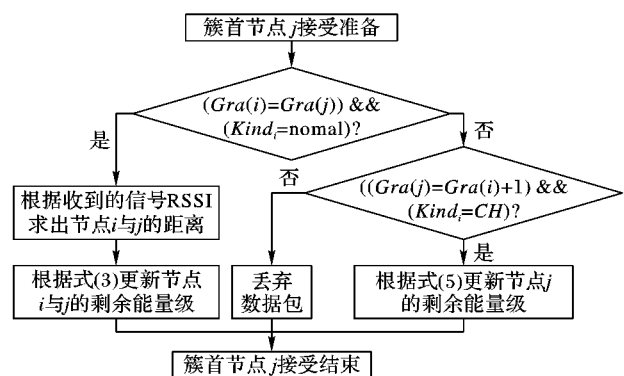 簇首节点j接受准备
(Gra(i)=Gra(j)) &&
(Kind_i=nomal)?
是
否
根据收到的信号RSSI
求出节点i与j的距离
否
((Gra(j)=Gra(i)+1) &&
(Kind_i=CH)?
是
根据式(3)更新节点
i与j的剩余能量级
丢弃
数据包
根据式(5)更新节点j
的剩余能量级
簇首节点j接受结束